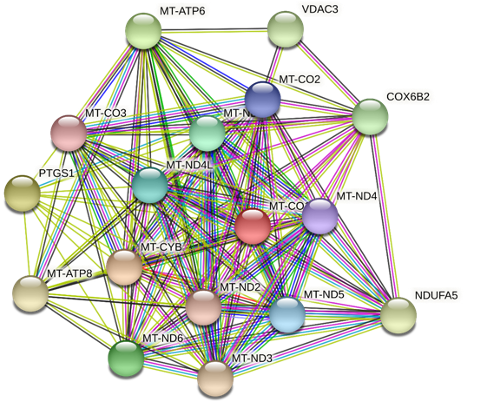 MT-ATP6
VDAC3
MT-CO2
COX6B2
MT-CO3
MT-N
MT-ND4L
PTGS1
MT-ND4
MT-CO
MT-CYB
MT-ATP8
MT-ND2
MT-ND5
NDUFA5
MT-ND6
MT-ND3